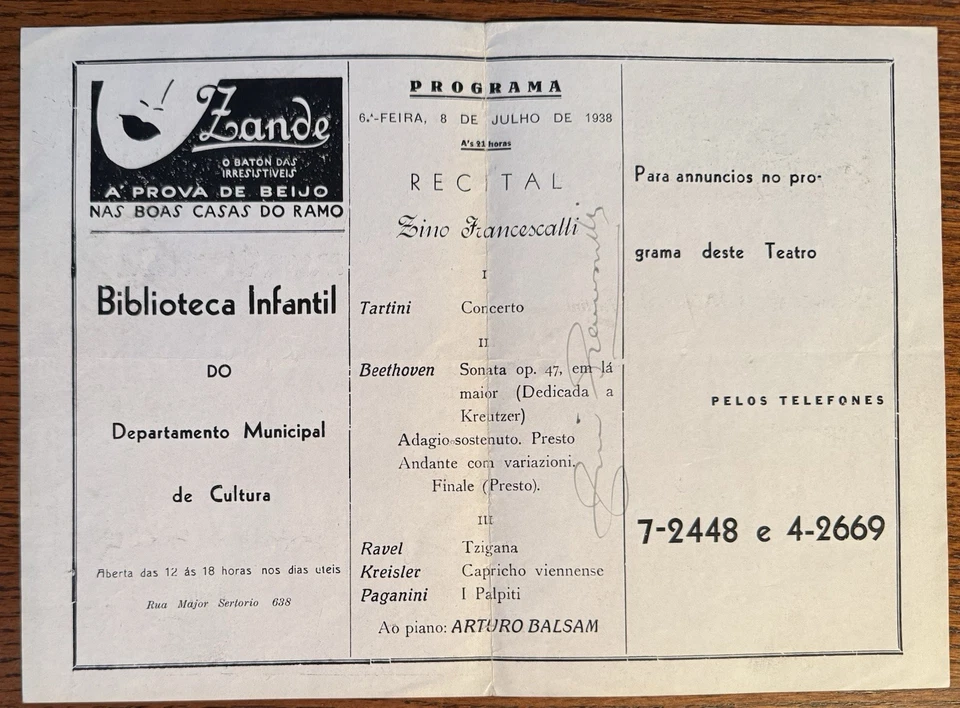 Zande
O BATON DAS
IRRESISTIVEIS
A' PROVA DE BEIJO
NAS BOAS CASAS DO RAMO
Biblioteca Infantil
DO
Departamento Municipal
de Cultura
Aberta das 12 ás 18 horas nos dias uteis
Rua Major Sertorio 638
PROGRAMA
6.ª-FEIRA, 8 DE JULHO DE 1938
A's 21 horas
RECITAL
Zino Francescalli
I
Tartini Concerto
II
Beethoven Sonata op. 47, em lá
maior (Dedicada a
Kreutzer)
Adagio sostenuto. Presto
Andante com variazioni.
Finale (Presto).
III
Ravel Tzigana
Kreisler Capricho viennense
Paganini I Palpiti
Ao piano: ARTURO BALSAM
Para annuncios no pro-
grama deste Teatro
PELOS TELEFONES
7-2448 e 4-2669